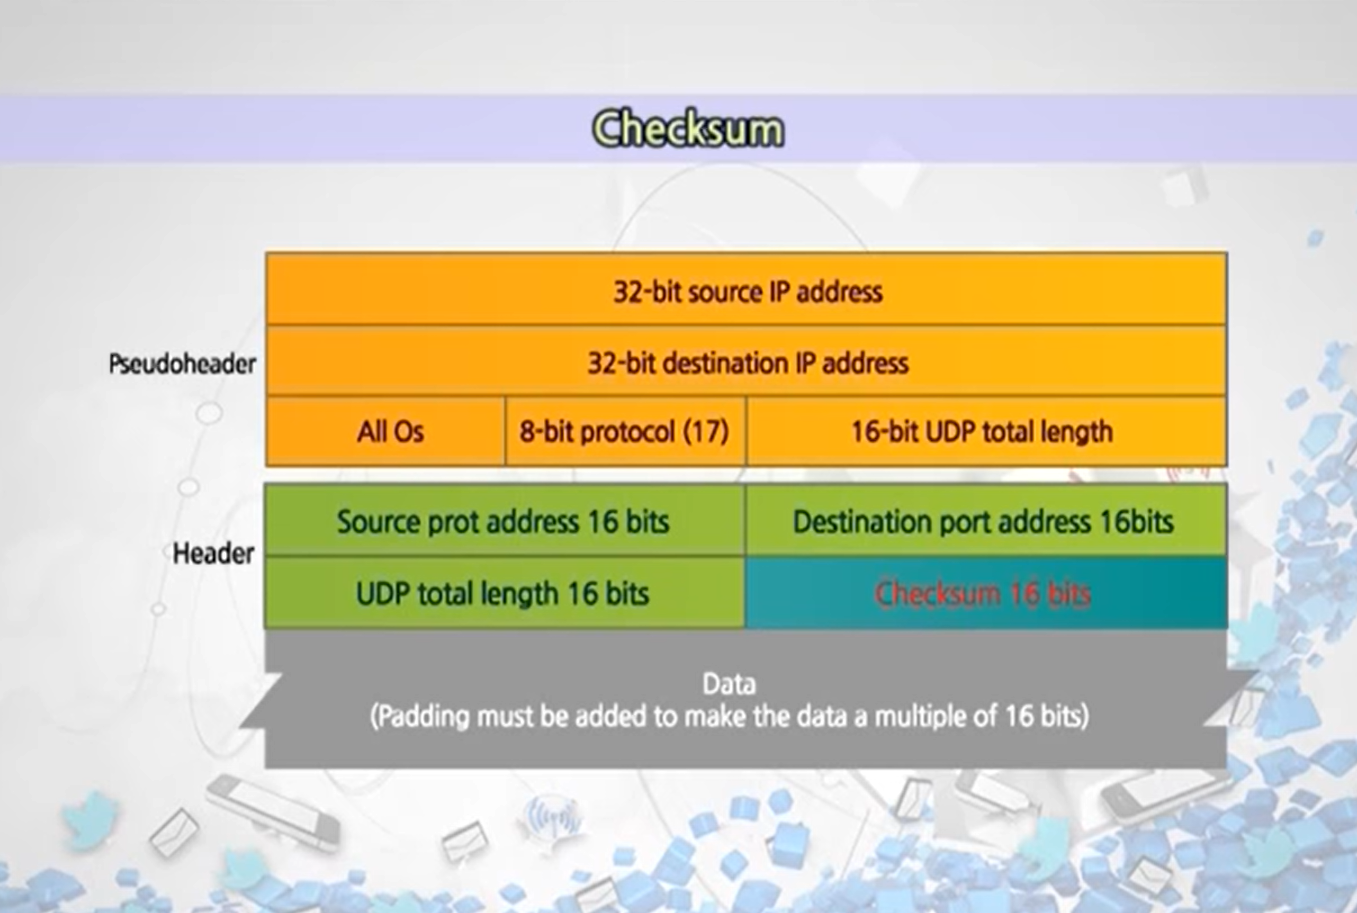 Checksum
32-bit source IP address
Pseudoheader
32-bit destination IP address
All Os
8-bit protocol (17)
16-bit UDP total length
Source prot address 16 bits
Destination port address 16bits
Header
UDP total length 16 bits
Checksum 16 bits
Data
(Padding must be added to make the data a multiple of 16 bits)